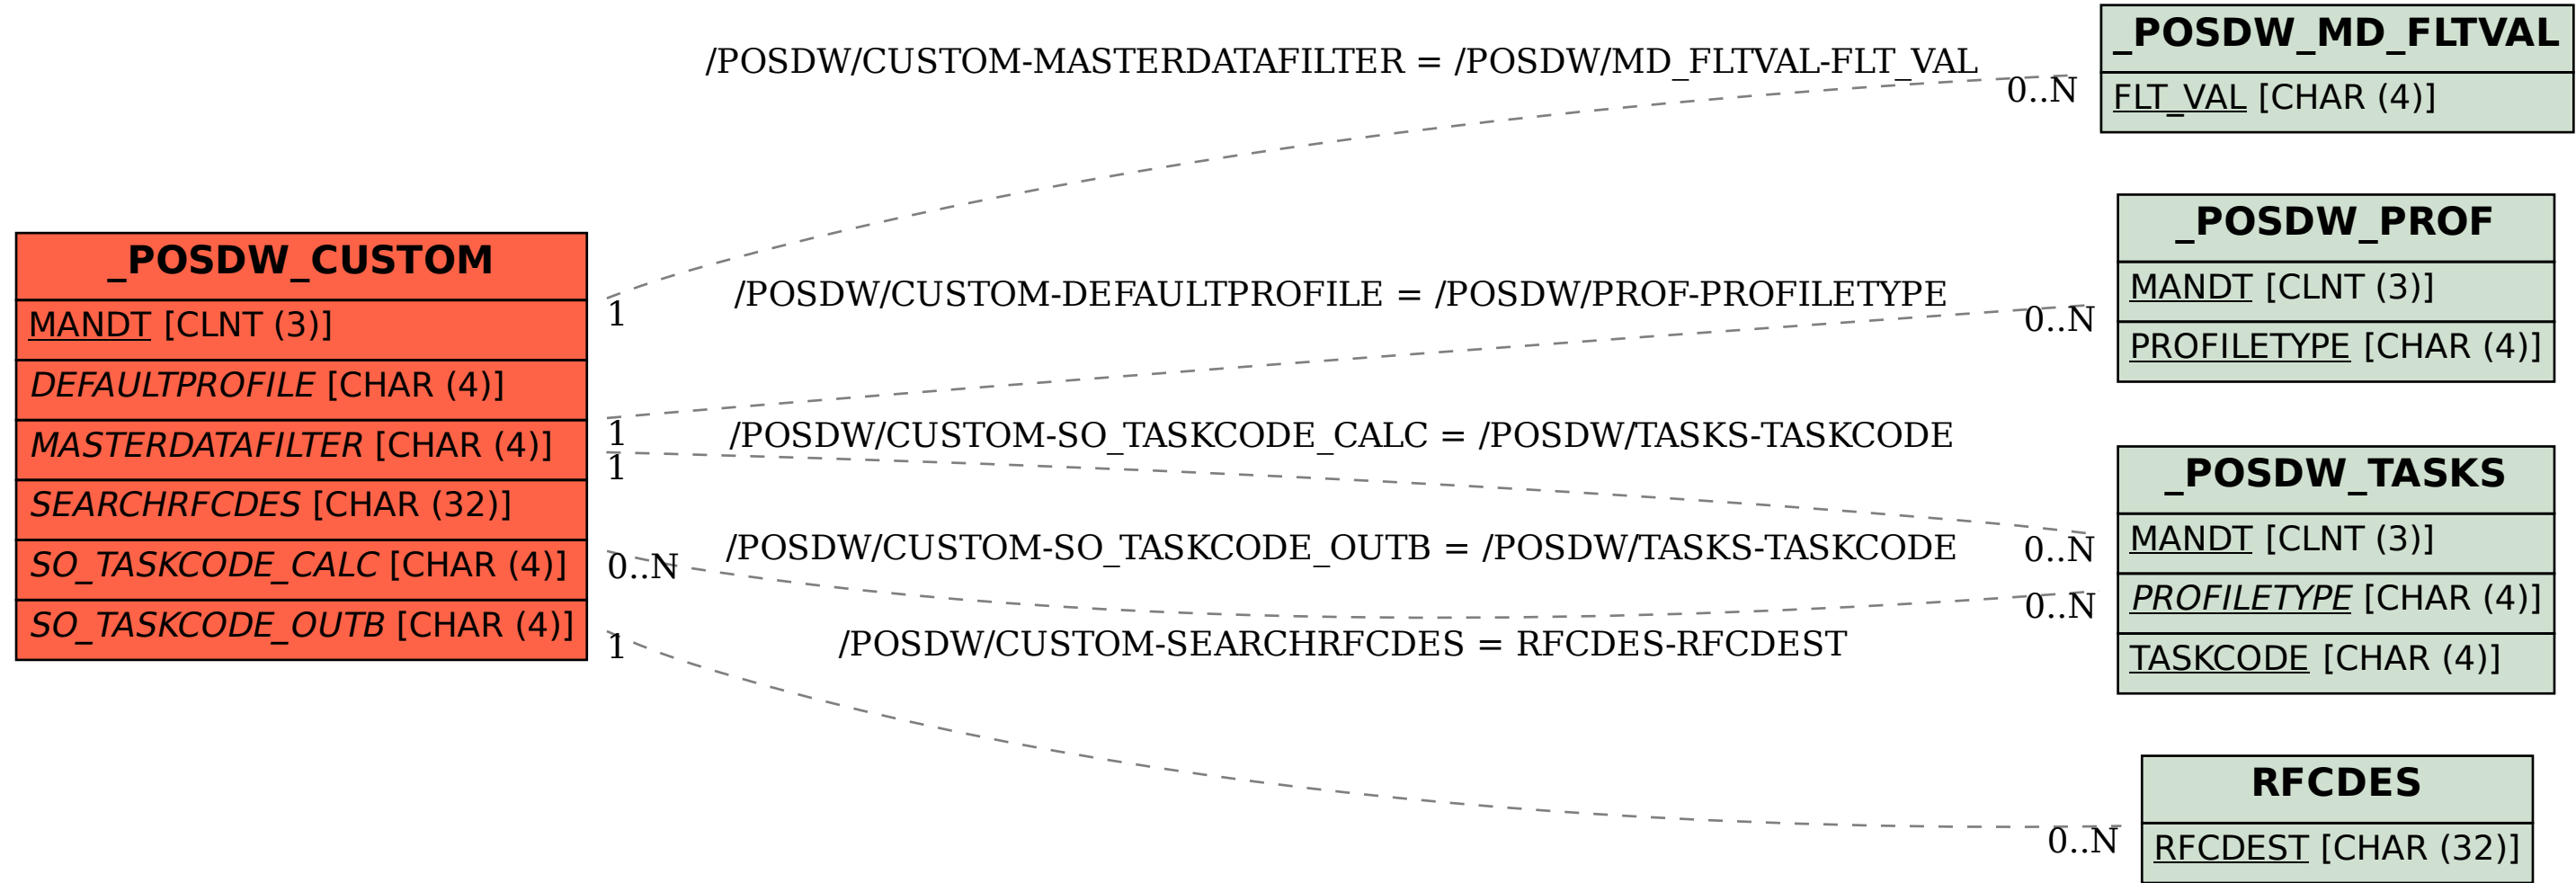 _POSDW_CUSTOM
MANDT [CLNT (3)]
DEFAULTPROFILE [CHAR (4)]
MASTERDATAFILTER [CHAR (4)]
SEARCHRFCDES [CHAR (32)]
SO_TASKCODE_CALC [CHAR (4)]
SO_TASKCODE_OUTB [CHAR (4)]
/POSDW/CUSTOM-MASTERDATAFILTER = /POSDW/MD_FLTVAL-FLT_VAL
1
0..N
/POSDW/CUSTOM-DEFAULTPROFILE = /POSDW/PROF-PROFILETYPE
1
0..N
/POSDW/CUSTOM-SO_TASKCODE_CALC = /POSDW/TASKS-TASKCODE
1
0..N
/POSDW/CUSTOM-SO_TASKCODE_OUTB = /POSDW/TASKS-TASKCODE
0..N
0..N
/POSDW/CUSTOM-SEARCHRFCDES = RFCDES-RFCDEST
1
0..N
_POSDW_MD_FLTVAL
FLT_VAL [CHAR (4)]
_POSDW_PROF
MANDT [CLNT (3)]
PROFILETYPE [CHAR (4)]
_POSDW_TASKS
MANDT [CLNT (3)]
PROFILETYPE [CHAR (4)]
TASKCODE [CHAR (4)]
RFCDES
RFCDEST [CHAR (32)]